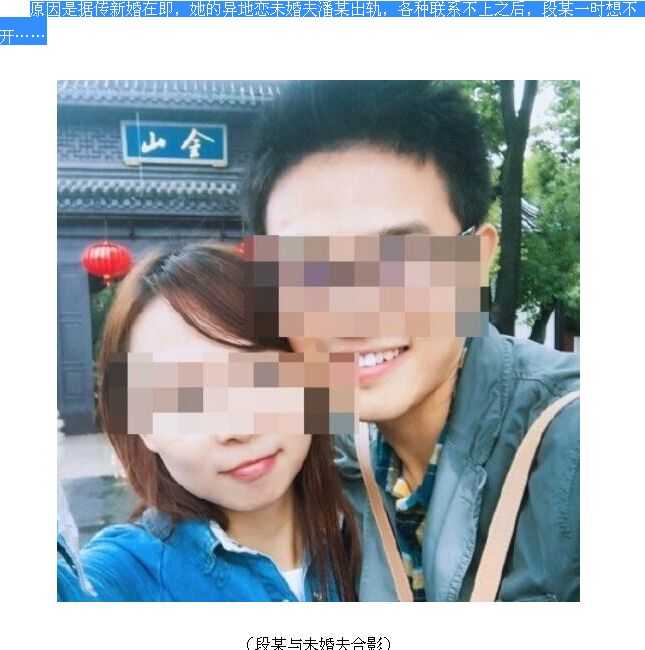 原因是据传新婚在即，她的异地恋未婚夫潘某出轨，各种联系不上之后，段某一时想不
开……
山金
（段某与未婚夫合影）